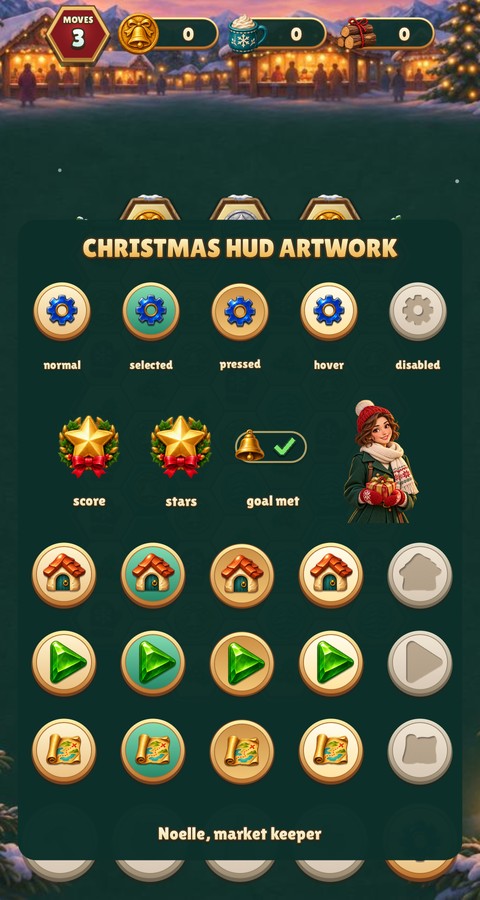 MOVES
3
0
0
0
CHRISTMAS HUD ARTWORK
normal
selected
pressed
hover
disabled
score
stars
goal met
Noelle, market keeper